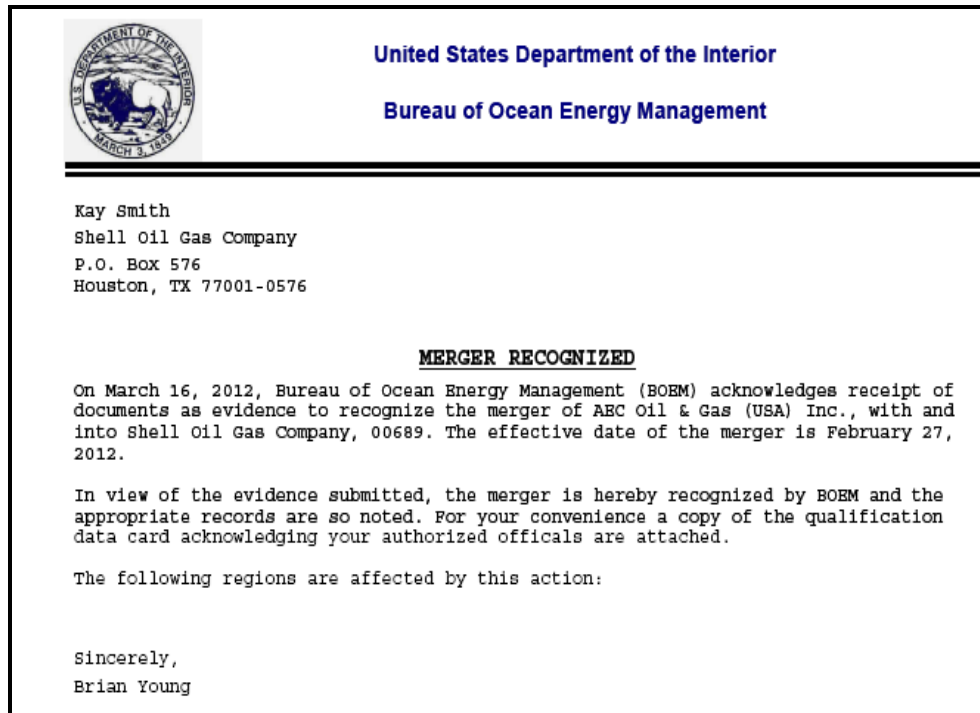 U.S. DEPARTMENT OF THE INTERIOR
MARCH 3, 1849
United States Department of the Interior
Bureau of Ocean Energy Management
Kay Smith
Shell Oil Gas Company
P.O. Box 576
Houston, TX 77001-0576
MERGER RECOGNIZED
On March 16, 2012, Bureau of Ocean Energy Management (BOEM) acknowledges receipt of
documents as evidence to recognize the merger of AEC Oil & Gas (USA) Inc., with and
into Shell Oil Gas Company, 00689. The effective date of the merger is February 27,
2012.
In view of the evidence submitted, the merger is hereby recognized by BOEM and the
appropriate records are so noted. For your convenience a copy of the qualification
data card acknowledging your authorized officals are attached.
The following regions are affected by this action:
Sincerely,
Brian Young